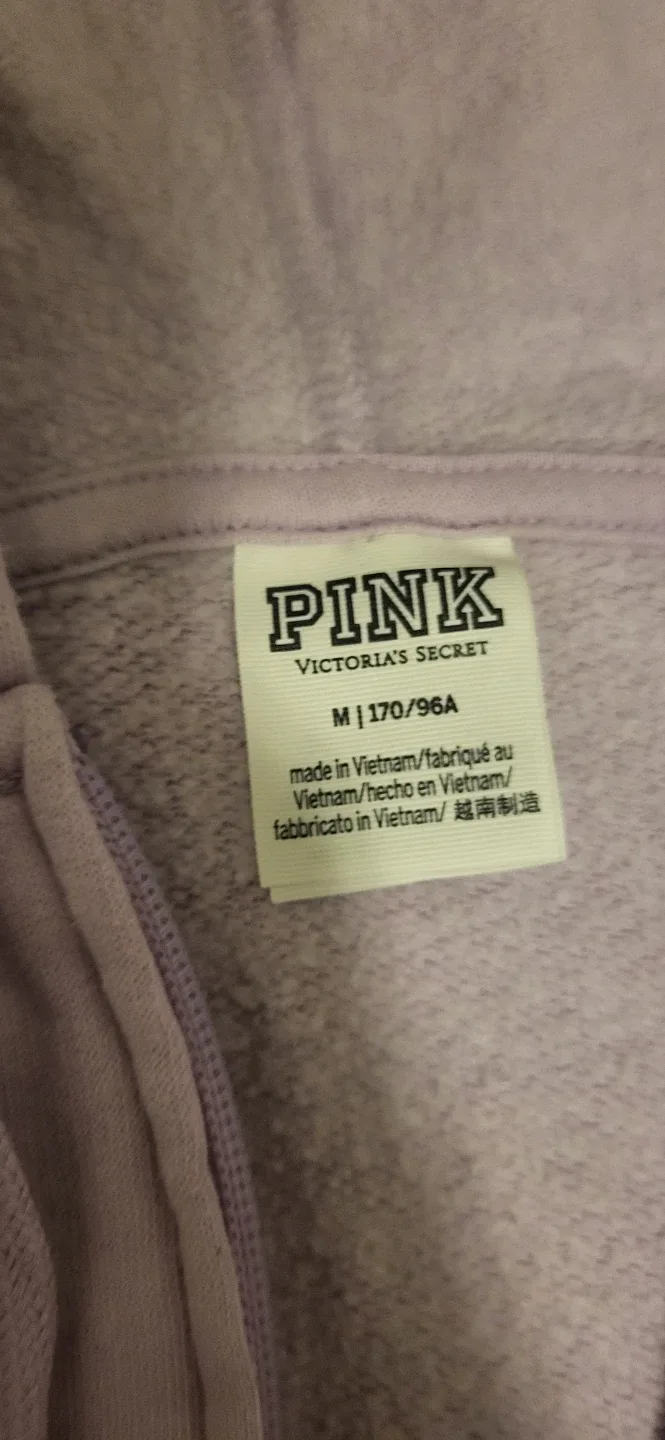 PINK
VICTORIA'S SECRET
M | 170/96A
made in Vietnam/fabriqué au
Vietnam/hecho en Vietnam/
fabbricato in Vietnam/ 越南制造